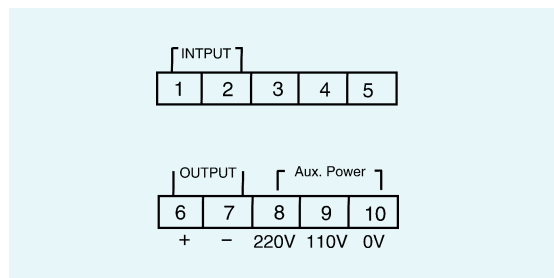 INTPUT
1 2 3 4 5
OUTPUT Aux. Power
6 7 8 9 10
+ − 220V 110V 0V